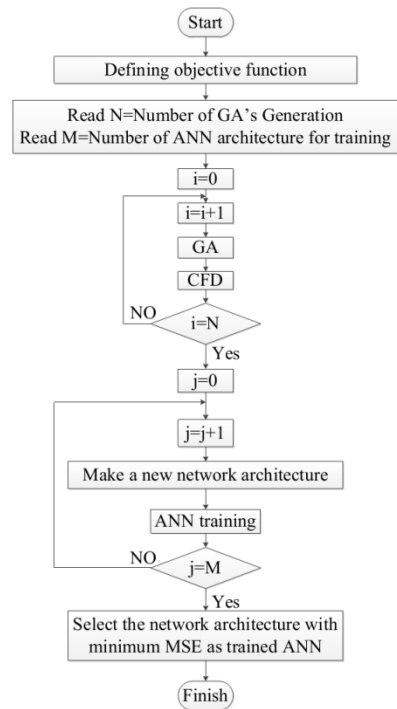 Start
Defining objective function
Read N=Number of GA's Generation
Read M=Number of ANN architecture for training
i=0
i=i+1
GA
CFD
NO
i=N
Yes
j=0
j=j+1
Make a new network architecture
ANN training
NO
j=M
Yes
Select the network architecture with
minimum MSE as trained ANN
Finish